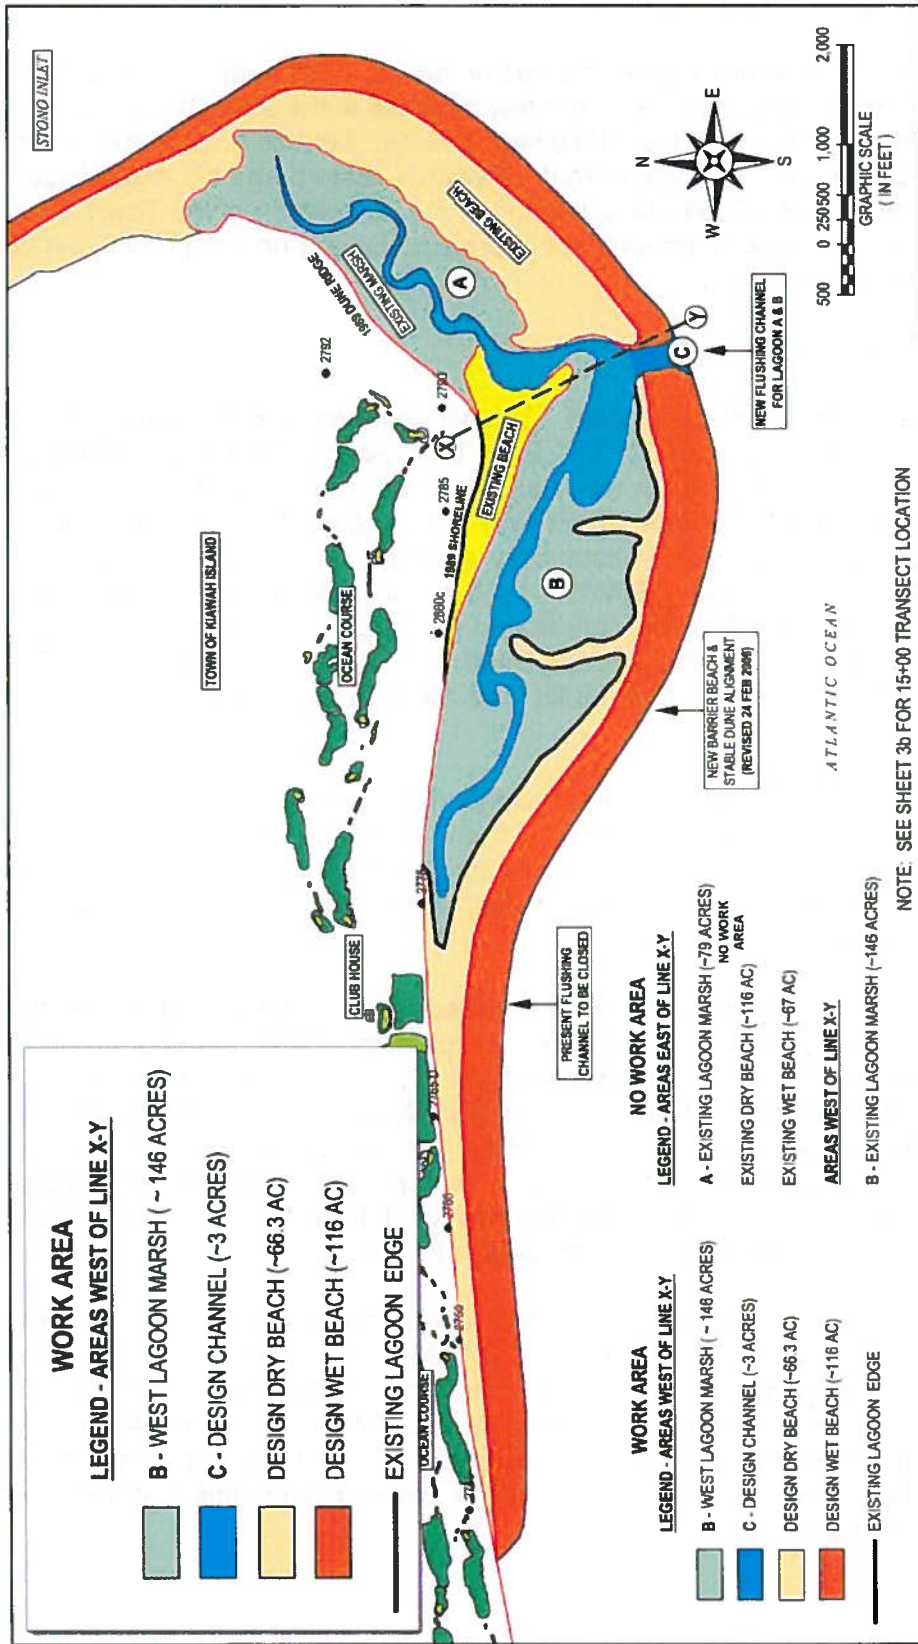 STONO INLET
TOWN OF KIAWAH ISLAND
OCEAN COURSE
CLUB HOUSE
OCEAN COURSE
2792
2790
2785
2660c
2775
2765-D
2766
2760
1989 DUNE RIDGE
EXISTING MARSH
EXISTING BEACH
1989 SHORELINE
EXISTING BEACH
A
B
C
X
Y
N
E
S
W
NEW FLUSHING CHANNEL
FOR LAGOON A & B
NEW BARRIER BEACH &
STABLE DUNE ALIGNMENT
(REVISED 24 FEB 2006)
PRESENT FLUSHING
CHANNEL TO BE CLOSED
ATLANTIC OCEAN
500 0 250 500 1,000 2,000
GRAPHIC SCALE
( IN FEET )
WORK AREA
LEGEND - AREAS WEST OF LINE X-Y
B - WEST LAGOON MARSH ( ~ 146 ACRES)
C - DESIGN CHANNEL (~3 ACRES)
DESIGN DRY BEACH (~66.3 AC)
DESIGN WET BEACH (~116 AC)
EXISTING LAGOON EDGE
WORK AREA
LEGEND - AREAS WEST OF LINE X-Y
B - WEST LAGOON MARSH ( ~ 146 ACRES)
C - DESIGN CHANNEL (~3 ACRES)
DESIGN DRY BEACH (~66.3 AC)
DESIGN WET BEACH (~116 AC)
EXISTING LAGOON EDGE
NO WORK AREA
LEGEND - AREAS EAST OF LINE X-Y
A - EXISTING LAGOON MARSH (~79 ACRES)
NO WORK
AREA
EXISTING DRY BEACH (~116 AC)
EXISTING WET BEACH (~67 AC)
AREAS WEST OF LINE X-Y
B - EXISTING LAGOON MARSH (~146 ACRES)
NOTE: SEE SHEET 3b FOR 15+00 TRANSECT LOCATION